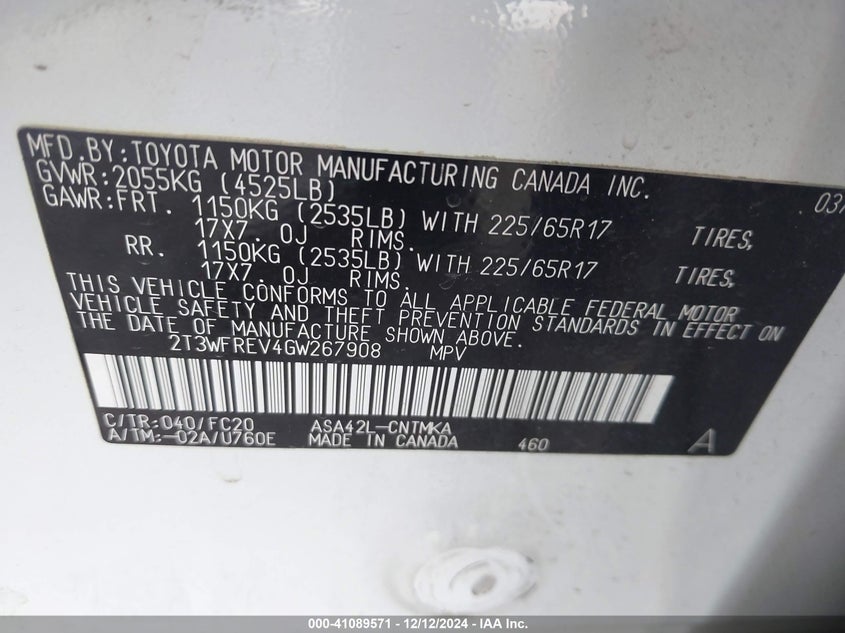 MFD.BY:TOYOTA MOTOR MANUFACTURING CANADA INC.
GVWR:2055KG (4525LB)
GAWR:FRT. 1150KG (2535LB) WITH 225/65R17 TIRES,
17X7. OJ RIMS.
RR. 1150KG (2535LB) WITH 225/65R17 TIRES,
17X7. OJ RIMS.
THIS VEHICLE CONFORMS TO ALL APPLICABLE FEDERAL MOTOR
VEHICLE SAFETY AND THEFT PREVENTION STANDARDS IN EFFECT ON
THE DATE OF MANUFACTURE SHOWN ABOVE.
2T3WFREV4GW267908 MPV
C/TR:040/FC20 ASA42L-CNTMKA
A/TM:-02A/U760E MADE IN CANADA 460 A
000-41089571 - 12/12/2024 - IAA Inc.